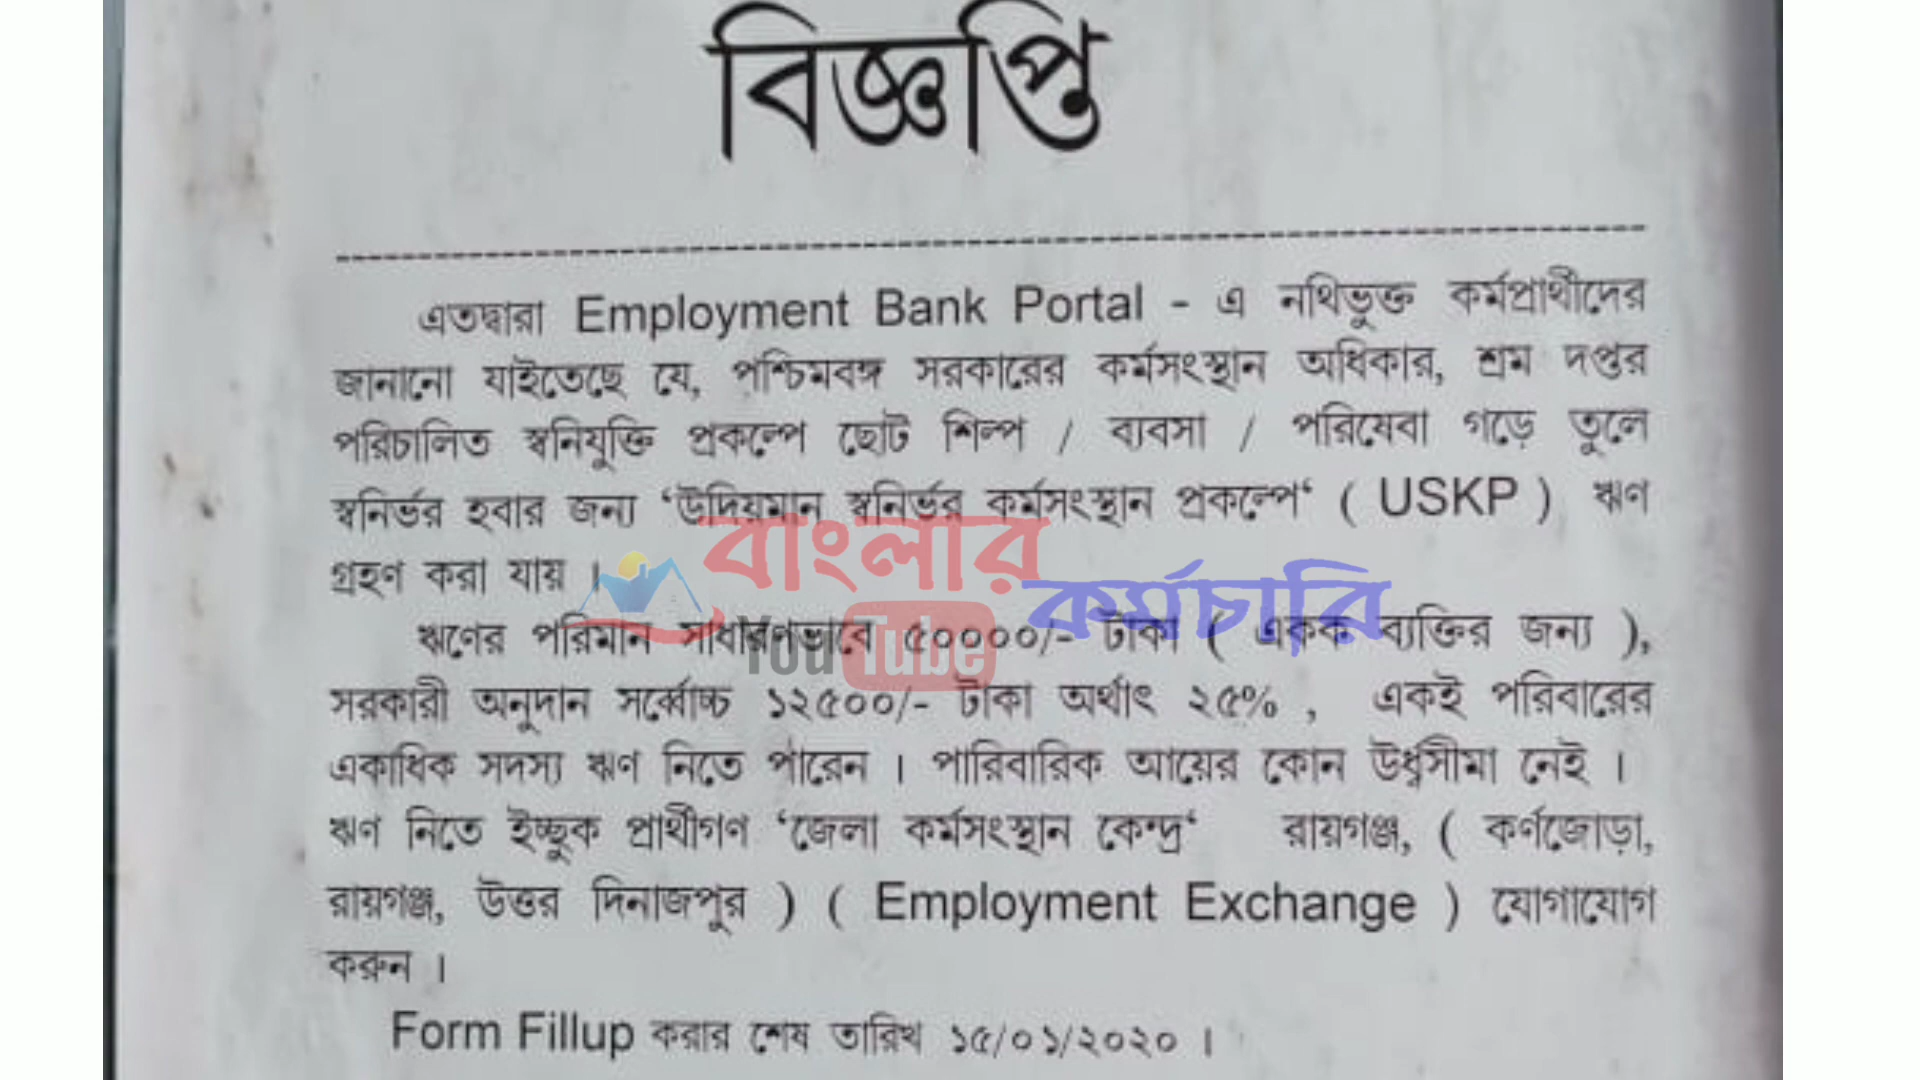 বিজ্ঞপ্তি
এতদ্বারা Employment Bank Portal - এ নথিভুক্ত কর্মপ্রার্থীদের
জানানো যাইতেছে যে, পশ্চিমবঙ্গ সরকারের কর্মসংস্থান অধিকার, শ্রম দপ্তর
পরিচালিত স্বনিযুক্তি প্রকল্পে ছোট শিল্প / ব্যবসা / পরিষেবা গড়ে তুলে
স্বনির্ভর হবার জন্য ‘উদিয়মান স্বনির্ভর কর্মসংস্থান প্রকল্পে‘ ( USKP ) ঋণ
গ্রহণ করা যায় ।
বাংলার
কর্মচারি
YouTube
ঋণের পরিমান সাধারণভাবে ৫০০০০/- টাকা ( একক ব্যক্তির জন্য ),
সরকারী অনুদান সর্ব্বোচ্চ ১২৫০০/- টাকা অর্থাৎ ২৫% , একই পরিবারের
একাধিক সদস্য ঋণ নিতে পারেন । পারিবারিক আয়ের কোন উর্ধ্বসীমা নেই ।
ঋণ নিতে ইচ্ছুক প্রার্থীগণ ‘জেলা কর্মসংস্থান কেন্দ্র‘ রায়গঞ্জ, ( কর্ণজোড়া,
রায়গঞ্জ, উত্তর দিনাজপুর ) ( Employment Exchange ) যোগাযোগ
করুন ।
Form Fillup করার শেষ তারিখ ১৫/০১/২০২০ ।